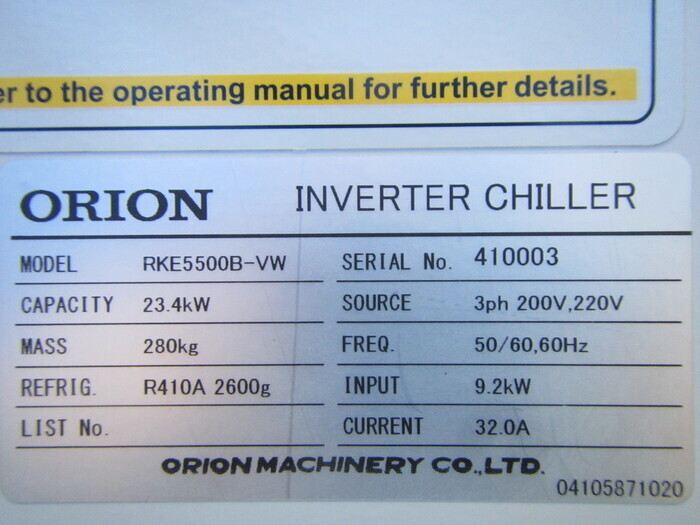 er to the operating manual for further details.
ORION INVERTER CHILLER
MODEL RKE5500B-VW SERIAL No. 410003
CAPACITY 23.4kW SOURCE 3ph 200V,220V
MASS 280kg FREQ. 50/60,60Hz
REFRIG. R410A 2600g INPUT 9.2kW
LIST No. CURRENT 32.0A
ORION MACHINERY CO.,LTD.
04105871020